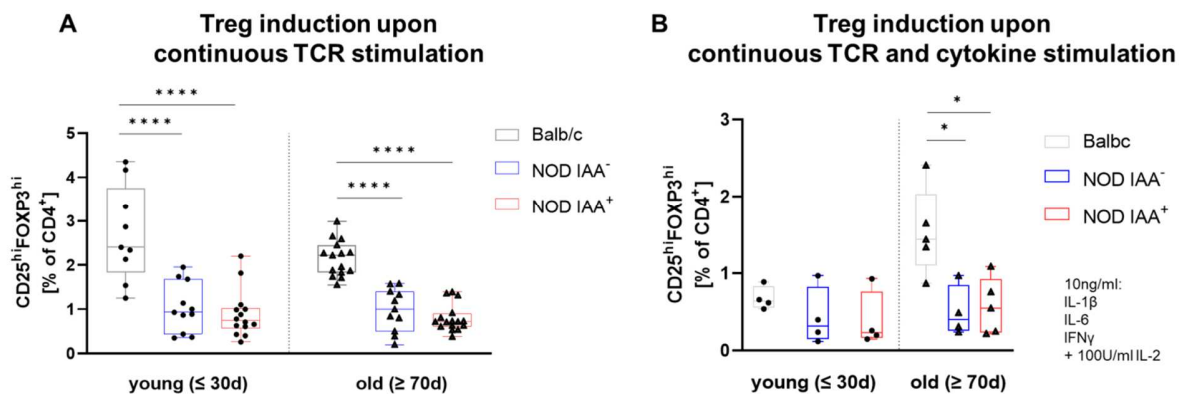 A
Treg induction upon
continuous TCR stimulation
CD25hiFOXP3hi
[% of CD4+]
5
4
3
2
1
0
****
****
****
****
young (≤ 30d)
old (≥ 70d)
Balb/c
NOD IAA-
NOD IAA+
B
Treg induction upon
continuous TCR and cytokine stimulation
CD25hiFOXP3hi
[% of CD4+]
3
2
1
0
*
*
young (≤ 30d)
old (≥ 70d)
Balbc
NOD IAA-
NOD IAA+
10ng/ml:
IL-1β
IL-6
IFNγ
+ 100U/ml IL-2